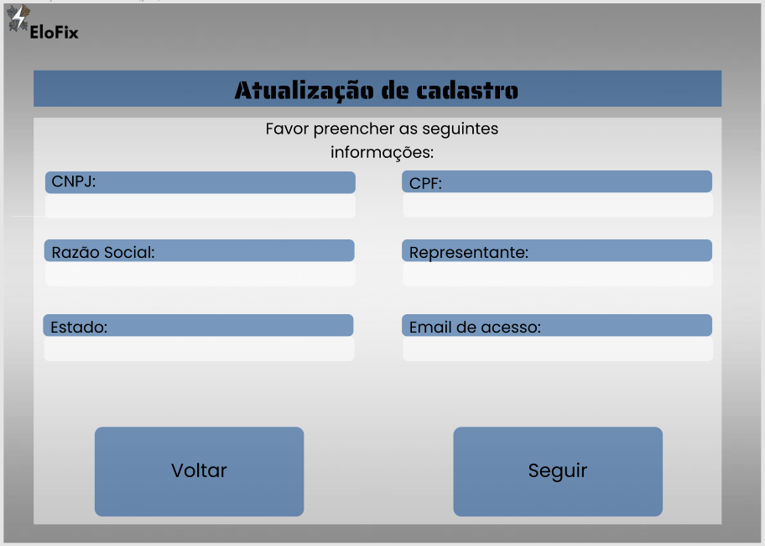 EloFix
Atualização de cadastro
Favor preencher as seguintes
informações:
CNPJ:
CPF:
Razão Social:
Representante:
Estado:
Email de acesso:
Voltar
Seguir